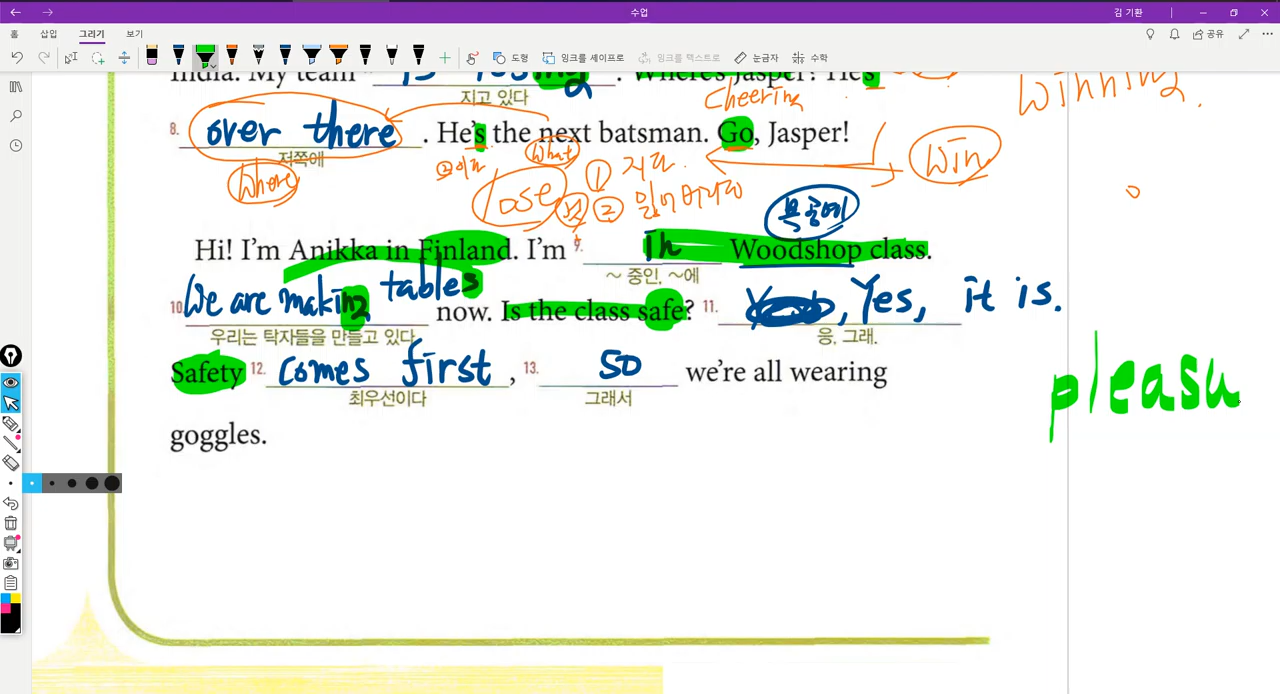 수업
김 기환
홈 삽입 그리기 보기
공유
도형 잉크를 셰이프로 잉크를 텍스트로 눈금자 수학
India. My team is losing . Where's Jasper? He's
지고 있다
Cheering
winning.
8. over there . He's the next batsman. Go, Jasper!
저쪽에
where
②이다
what
lose
① 지다.
② 잃어버리다
win
목공예
Hi! I'm Anikka in Finland. I'm 9. in Woodshop class.
~ 중인, ~에
10. We are making tables now. Is the class safe? 11. , Yes, it is.
우리는 탁자들을 만들고 있다.
응, 그래.
Safety 12. comes first , 13. so we're all wearing
최우선이다
그래서
goggles.
pleasu